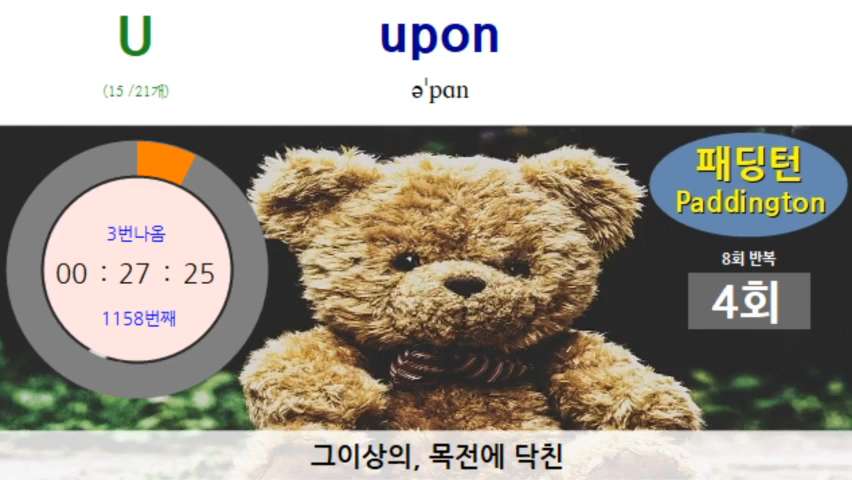 U
upon
(15 /21개)
əˈpɑn
패딩턴
Paddington
3번나옴
8회 반복
00 : 27 : 25
4회
1158번째
그이상의, 목전에 닥친